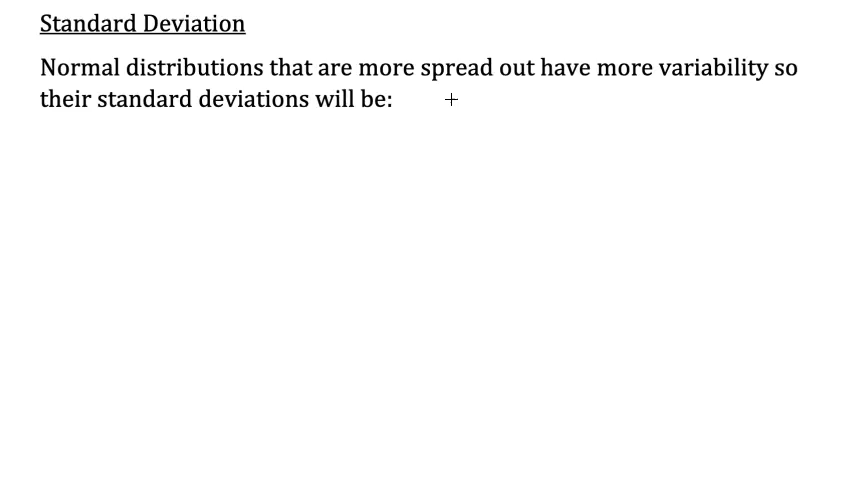 Standard Deviation
Normal distributions that are more spread out have more variability so
their standard deviations will be: